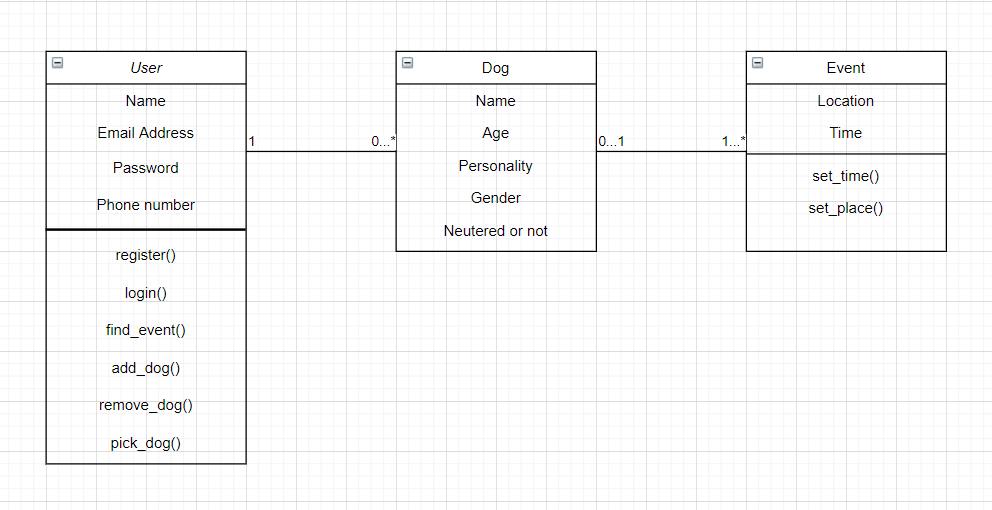 User
Name
Email Address
Password
Phone number
register()
login()
find_event()
add_dog()
remove_dog()
pick_dog()
1
0...*
Dog
Name
Age
Personality
Gender
Neutered or not
0...1
1...*
Event
Location
Time
set_time()
set_place()